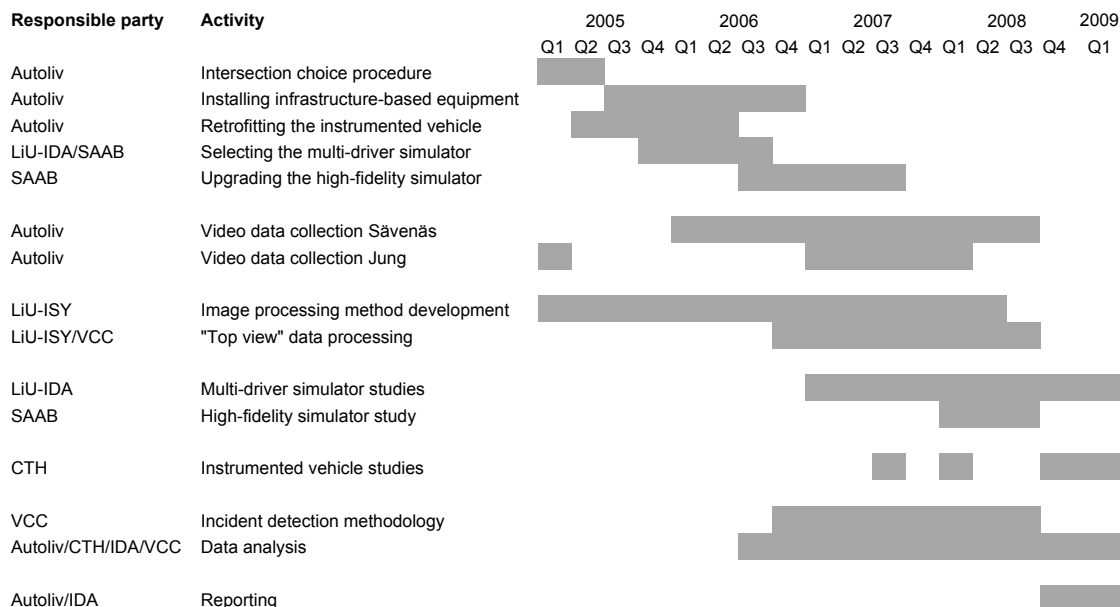 Responsible party Activity 2005 2006 2007 2008 2009
Q1 Q2 Q3 Q4 Q1 Q2 Q3 Q4 Q1 Q2 Q3 Q4 Q1 Q2 Q3 Q4 Q1
Autoliv Intersection choice procedure
Autoliv Installing infrastructure-based equipment
Autoliv Retrofitting the instrumented vehicle
LiU-IDA/SAAB Selecting the multi-driver simulator
SAAB Upgrading the high-fidelity simulator
Autoliv Video data collection Sävenäs
Autoliv Video data collection Jung
LiU-ISY Image processing method development
LiU-ISY/VCC "Top view" data processing
LiU-IDA Multi-driver simulator studies
SAAB High-fidelity simulator study
CTH Instrumented vehicle studies
VCC Incident detection methodology
Autoliv/CTH/IDA/VCC Data analysis
Autoliv/IDA Reporting